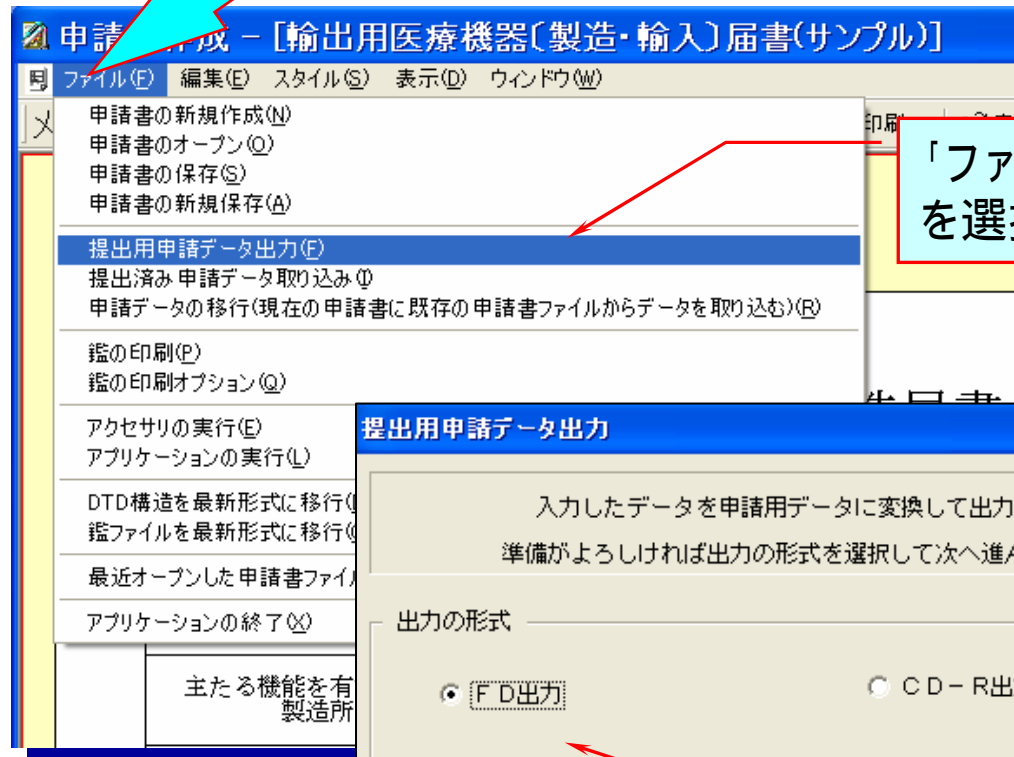 申請 作成 － [輸出用医療機器〔製造・輸入〕届書(サンプル)]
ファイル(F) 編集(E) スタイル(S) 表示(D) ウィンドウ(W)
申請書の新規作成(N)
申請書のオープン(O)
申請書の保存(S)
申請書の新規保存(A)
印刷
「ファ
を選
提出用申請データ出力(F)
提出済み申請データ取り込み(I)
申請データの移行(現在の申請書に既存の申請書ファイルからデータを取り込む)(R)
鑑の印刷(P)
鑑の印刷オプション(Q)
アクセサリの実行(E)
アプリケーションの実行(L)
DTD構造を最新形式に移行(
鑑ファイルを最新形式に移行(
最近オープンした申請書ファイ
アプリケーションの終了(X)
提出用申請データ出力
入力したデータを申請用データに変換して出力
準備がよろしければ出力の形式を選択して次へ進
出力の形式
ＦＤ出力
ＣＤ－Ｒ出
主たる機能を有
製造所